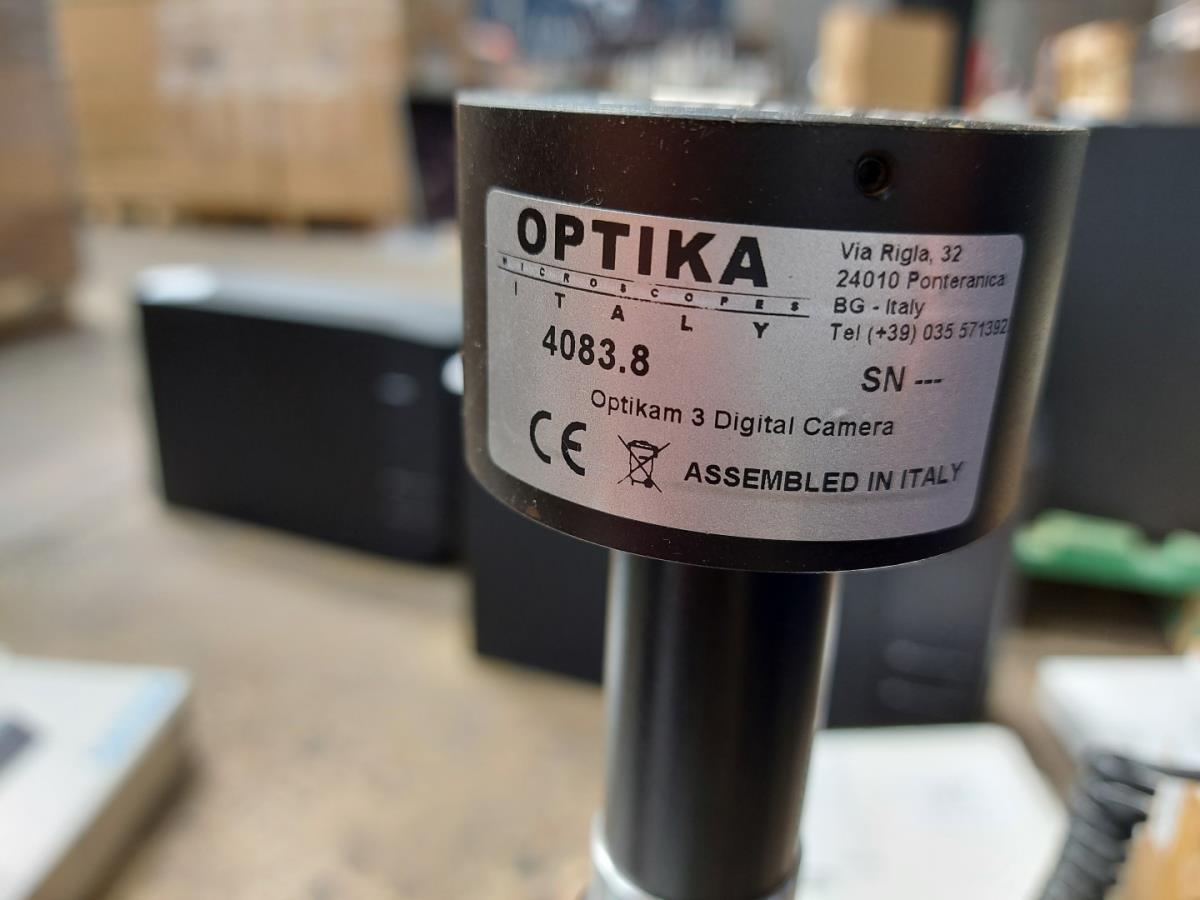 OPTIKA
MICROSCOPES
ITALY
4083.8
Via Rigla, 32
24010 Ponteranica
BG - Italy
Tel (+39) 035 571392
SN ---
Optikam 3 Digital Camera
CE
ASSEMBLED IN ITALY